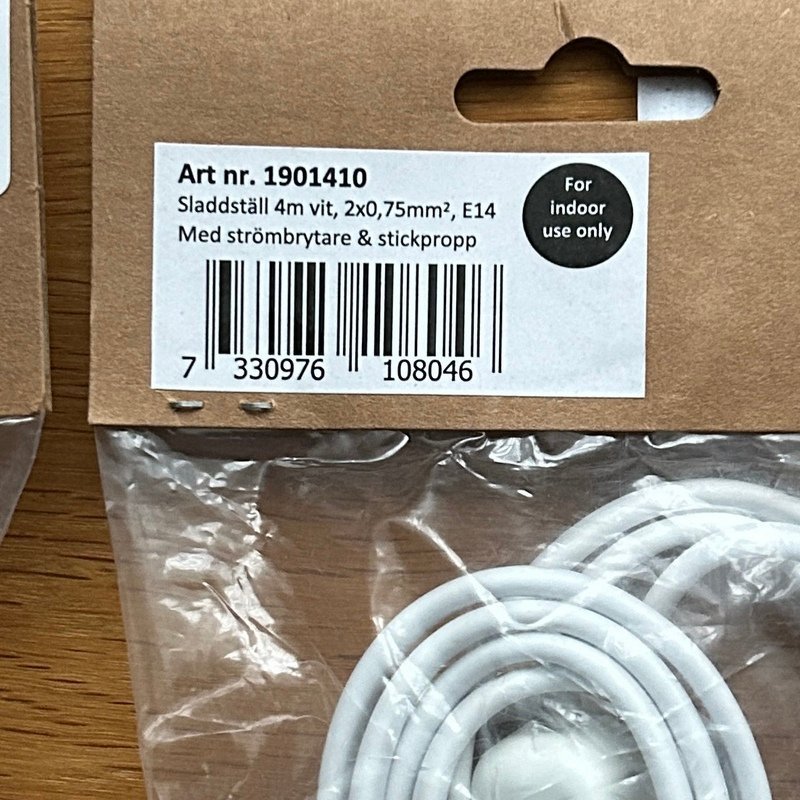 Art nr. 1901410
Sladdställ 4m vit, 2x0,75mm², E14
Med strömbrytare & stickpropp
For
indoor
use only
7 330976 108046